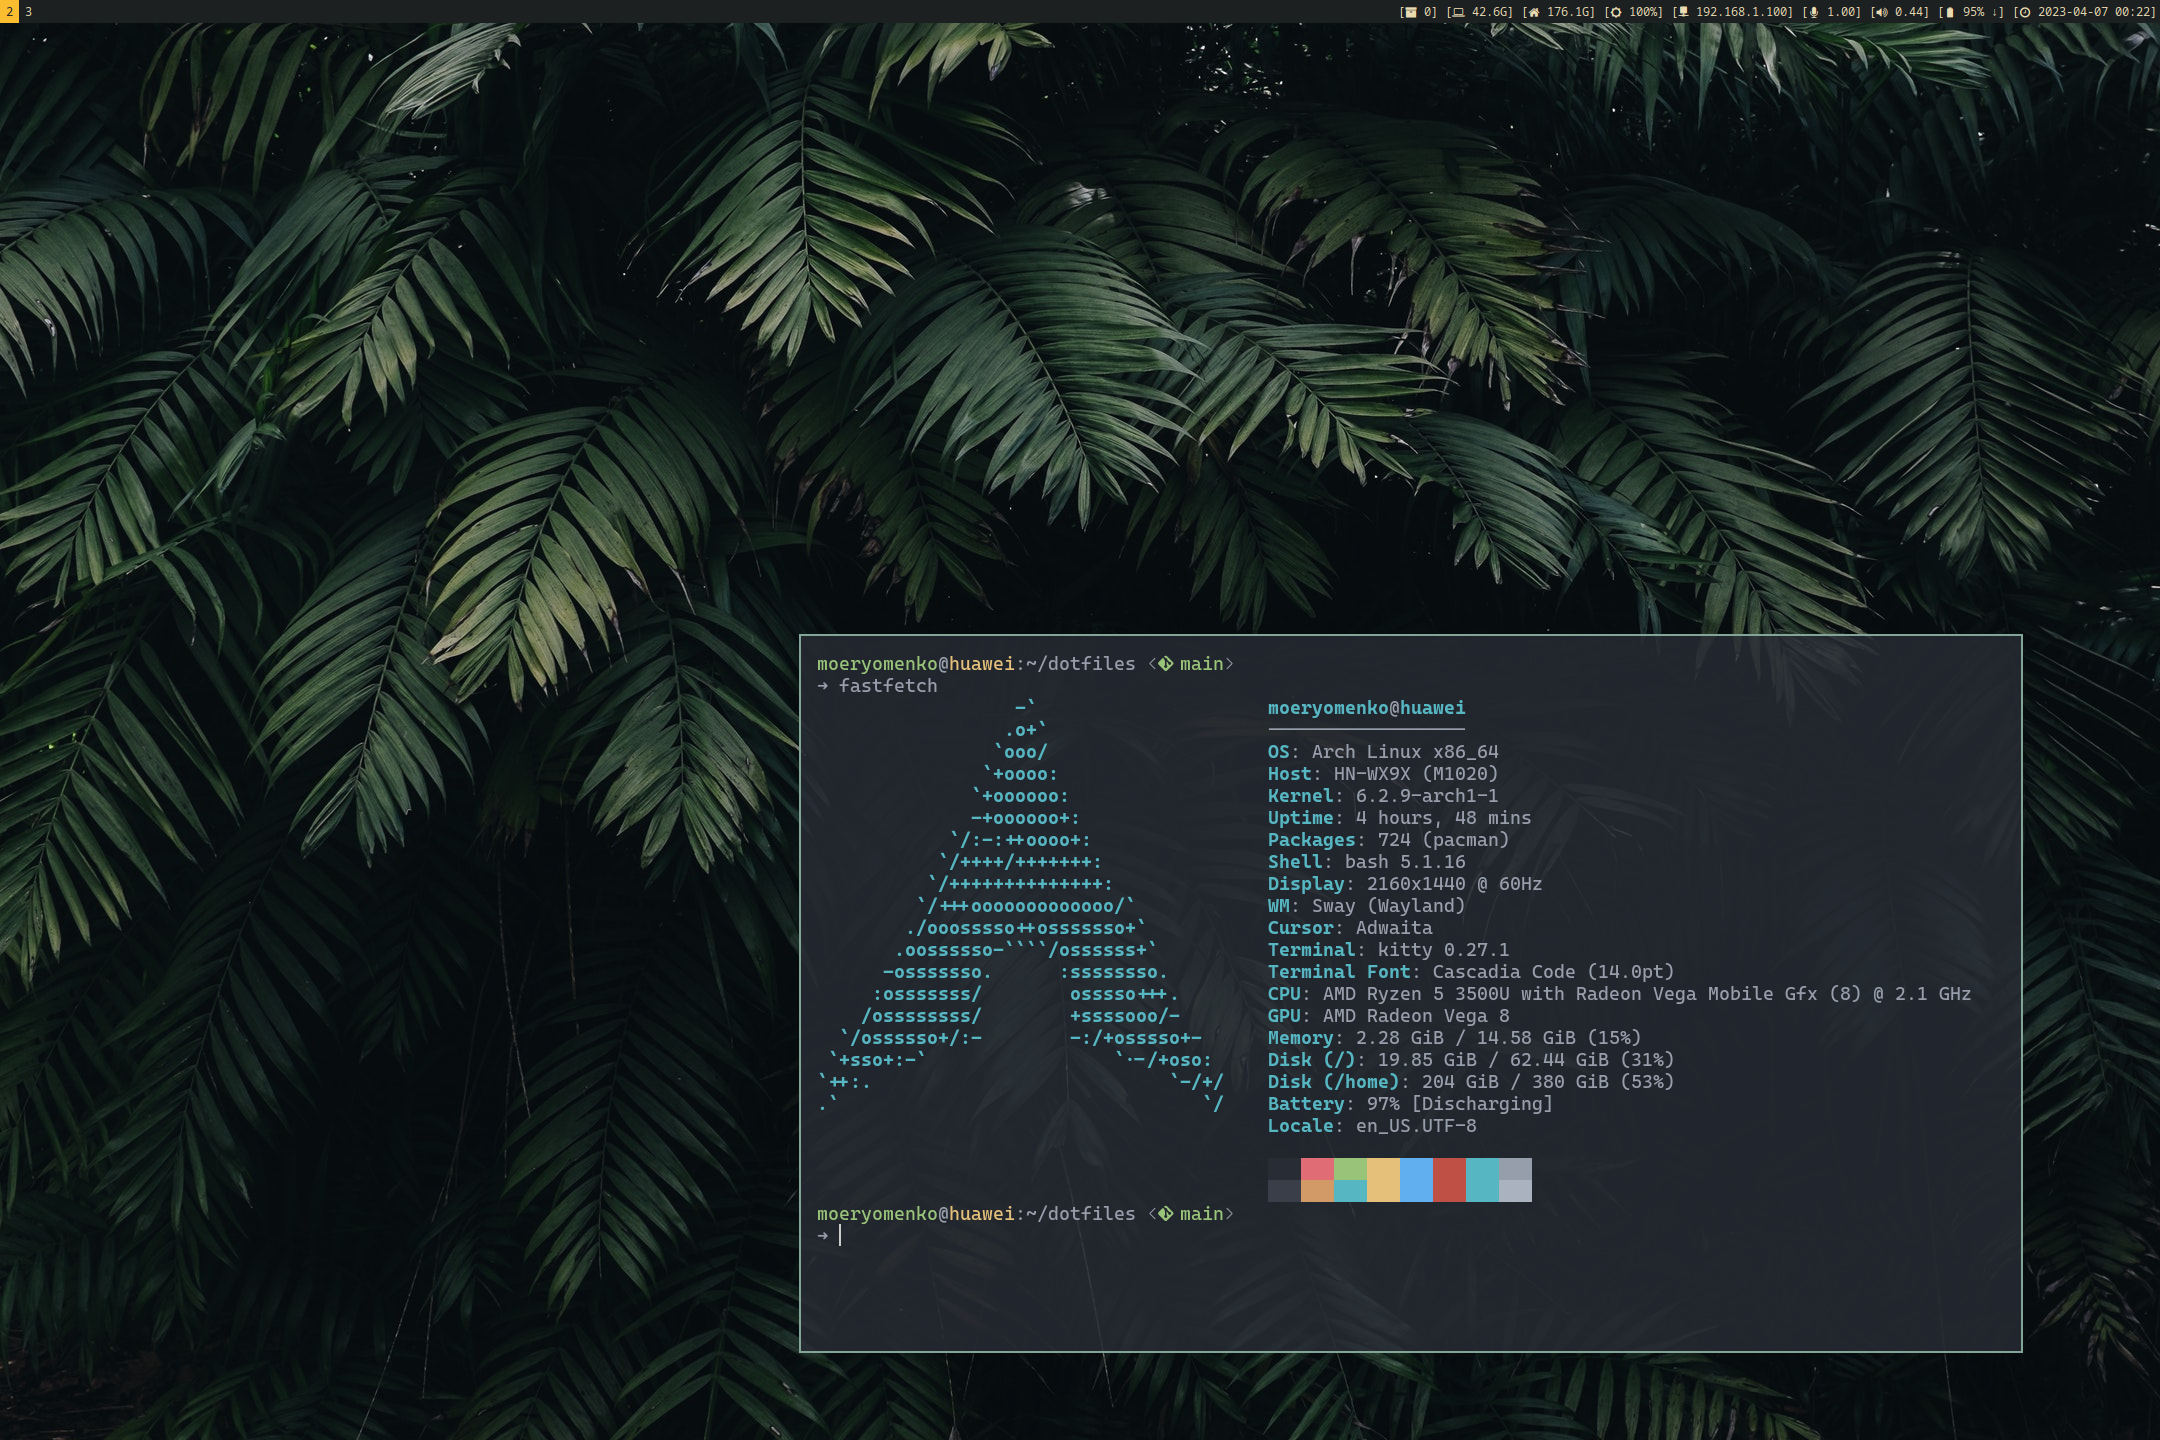 2 3 [ 0] [ 42.6G] [ 176.1G] [ 100%] [ 192.168.1.100] [ 1.00] [ 0.44] [ 95% ↓] [ 2023-04-07 00:22]
moeryomenko@huawei:~/dotfiles < main>
→ fastfetch
-` moeryomenko@huawei
.o+` ------------------
`ooo/ OS: Arch Linux x86_64
`+oooo: Host: HN-WX9X (M1020)
`+oooooo: Kernel: 6.2.9-arch1-1
-+oooooo+: Uptime: 4 hours, 48 mins
`/:-:++oooo+: Packages: 724 (pacman)
`/++++/+++++++: Shell: bash 5.1.16
`/++++++++++++++: Display: 2160x1440 @ 60Hz
`/+++ooooooooooooo/` WM: Sway (Wayland)
./ooosssso++osssssso+` Cursor: Adwaita
.oossssso-````/ossssss+` Terminal: kitty 0.27.1
-osssssso. :ssssssso. Terminal Font: Cascadia Code (14.0pt)
:osssssss/ osssso+++. CPU: AMD Ryzen 5 3500U with Radeon Vega Mobile Gfx (8) @ 2.1 GHz
/ossssssss/ +ssssooo/- GPU: AMD Radeon Vega 8
`/ossssso+/:- -:/+osssso+- Memory: 2.28 GiB / 14.58 GiB (15%)
`+sso+:-` `.-/+oso: Disk (/): 19.85 GiB / 62.44 GiB (31%)
`++:. `-/+/ Disk (/home): 204 GiB / 380 GiB (53%)
.` `/ Battery: 97% [Discharging]
Locale: en_US.UTF-8
moeryomenko@huawei:~/dotfiles < main>
→